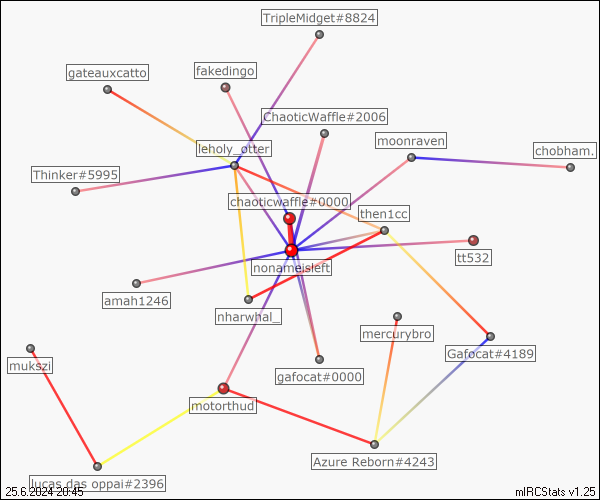 TripleMidget#8824
gateauxcatto
fakedingo
ChaoticWaffle#2006
moonraven
leholy_otter
chobham.
Thinker#5995
chaoticwaffle#0000
then1cc
tt532
nonameisleft
amah1246
nharwhal_
mercurybro
Gafocat#4189
mukszi
gafocat#0000
motorthud
Azure Reborn#4243
lucas das oppai#2396
25.6.2024 20:45
mIRCStats v1.25